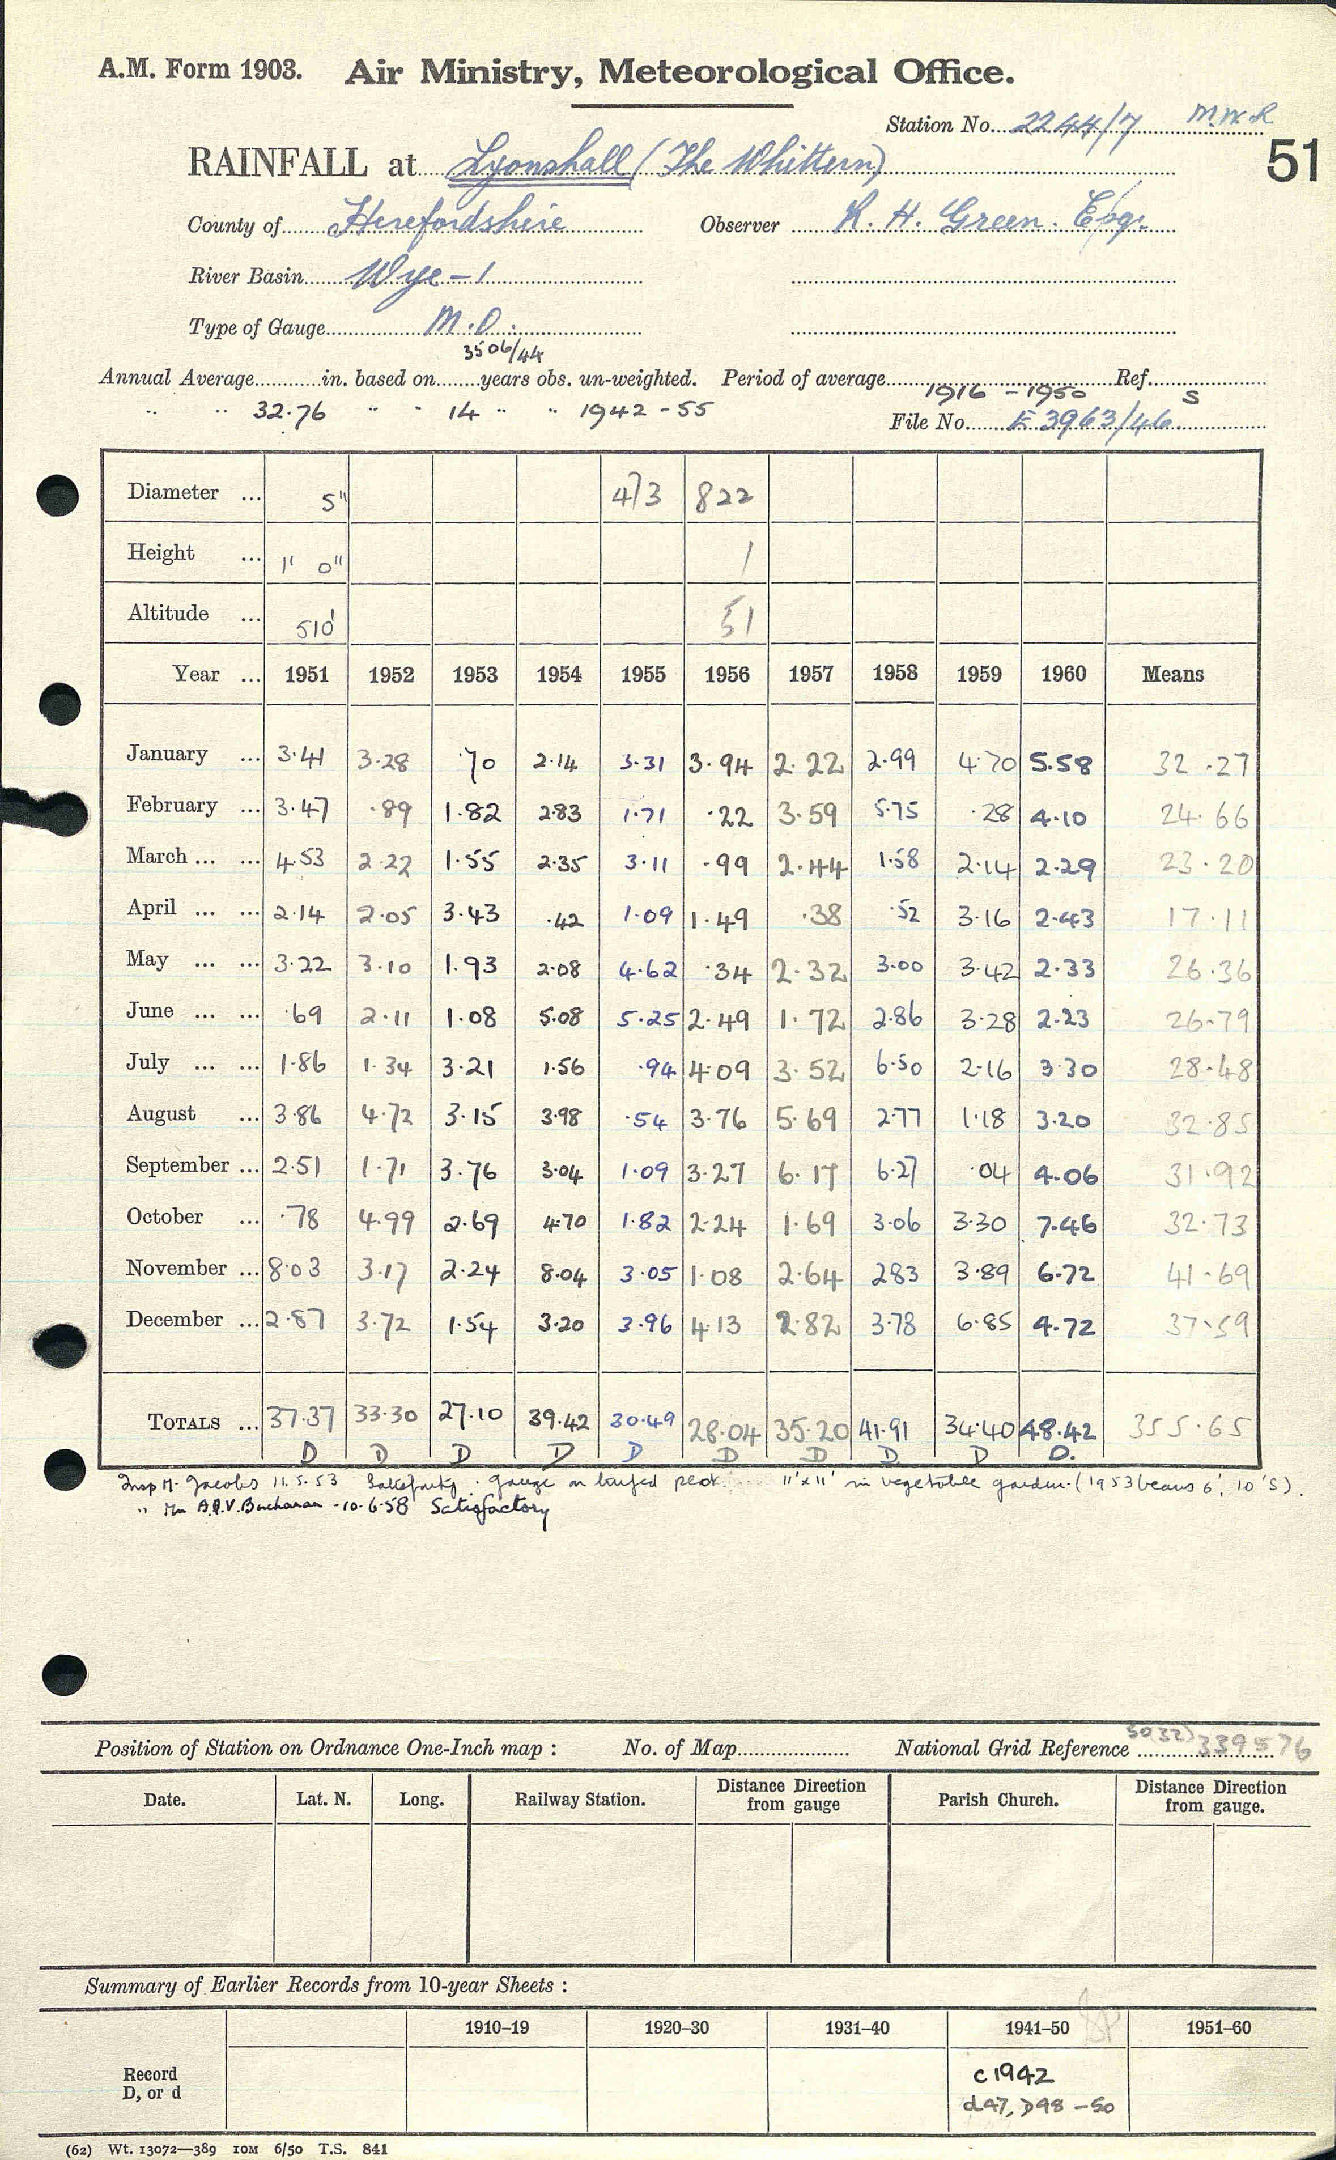 A.M. Form 1903. Air Ministry, Meteorological Office.
Station No. 2244/7 M.W.R
51
RAINFALL at Lyonshall (The Whittern)
County of Herefordshire Observer R. H. Green. Esq.
River Basin Wye - 1
Type of Gauge M.O.
3506/44
Annual Average in. based on years obs. un-weighted. Period of average 1916 - 1950 Ref. S
" " 32.76 " " 14 " " 1942 - 55
File No. E 3963/46
Diameter ... 5" 473 822
Height ... 1' 0" 1
Altitude ... 510' 51
Year ... 1951 1952 1953 1954 1955 1956 1957 1958 1959 1960 Means
January ... 3.41 3.28 .70 2.14 3.31 3.94 2.22 2.99 4.70 5.58 32.27
February ... 3.47 .89 1.82 2.83 1.71 .22 3.59 5.75 .28 4.10 24.66
March ... ... 4.53 2.22 1.55 2.35 3.11 .99 2.44 1.58 2.14 2.29 23.20
April ... ... 2.14 2.05 3.43 .42 1.09 1.49 .38 .52 3.16 2.43 17.11
May ... ... 3.22 3.10 1.93 2.08 4.62 .34 2.32 3.00 3.42 2.33 26.36
June ... ... .69 2.11 1.08 5.08 5.25 2.49 1.72 2.86 3.28 2.23 26.79
July ... ... 1.86 1.34 3.21 1.56 .94 4.09 3.52 6.50 2.16 3.30 28.48
August ... 3.86 4.72 3.15 3.98 .54 3.76 5.69 2.77 1.18 3.20 32.85
September ... 2.51 1.71 3.76 3.04 1.09 3.27 6.17 6.27 .04 4.06 31.92
October ... .78 4.99 2.69 4.70 1.82 2.24 1.69 3.06 3.30 7.46 32.73
November ... 8.03 3.17 2.24 8.04 3.05 1.08 2.64 2.83 3.89 6.72 41.69
December ... 2.87 3.72 1.54 3.20 3.96 4.13 2.82 3.78 6.85 4.72 37.59
TOTALS ... 37.37 33.30 27.10 39.42 30.49 28.04 35.20 41.91 34.40 48.42 355.65
D D D D D D D D D D.
Insp M. Jacobs 11.5.53 Satisfactory. gauge on turfed 11'x11' in vegetable garden. (1953 beans 6', 10'S).
" Mr A.R.V. Buchanan - 10-6-58 Satisfactory
Position of Station on Ordnance One-Inch map : No. of Map National Grid Reference SO(32) 339576
Date. Lat. N. Long. Railway Station. Distance Direction from gauge Parish Church. Distance Direction from gauge.
Summary of Earlier Records from 10-year Sheets :
1910-19 1920-30 1931-40 1941-50 1951-60
Record
D, or d
c1942
d47, D48 - 50
(62) Wt. 13072—389 10M 6/50 T.S. 841